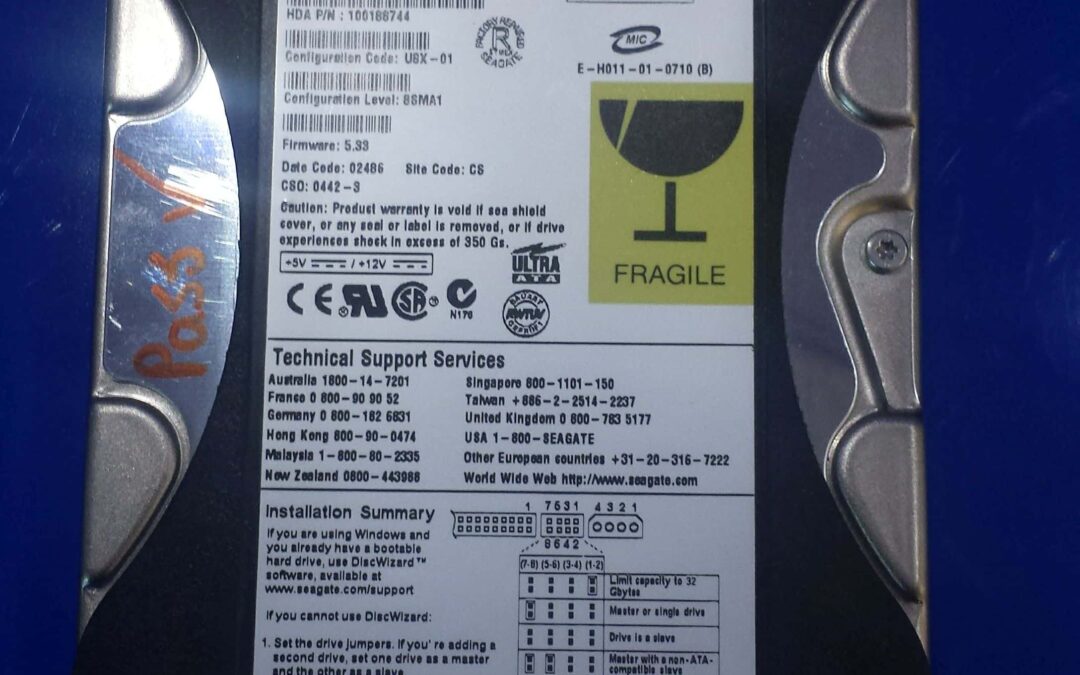 HDA P/N : 100186744
FACTORY REPAIRED
R
SEAGATE
MIC
E-H011-01-0710 (B)
Configuration Code: U8X-01
Configuration Level: 8SMA1
Firmware: 5.33
Date Code: 02486 Site Code: CS
CSO: 0442-3
Caution: Product warranty is void if sea shield
cover, or any seal or label is removed, or if drive
experiences shock in excess of 350 Gs.
+5V / +12V
ULTRA
ATA
FRAGILE
CE
SA
N176
Pass
Technical Support Services
Australia 1800-14-7201
France 0 800-90 90 52
Germany 0 800-182 6831
Hong Kong 800-90-0474
Malaysia 1-800-80-2335
New Zealand 0800-443988
Singapore 800-1101-150
Taiwan +886-2-2514-2237
United Kingdom 0 800-783 5177
USA 1-800-SEAGATE
Other European countries +31-20-316-7222
World Wide Web http://www.seagate.com
Installation Summary
If you are using Windows and
you already have a bootable
hard drive, use DiscWizard™
software, available at
www.seagate.com/support
If you cannot use DiscWizard:
1. Set the drive jumpers. If you're adding a
second drive, set one drive as a master
and the other as a slave
1 7531 4321
8642
(7-8) (5-6) (3-4) (1-2)
Limit capacity to 32
Gbytes
Master or single drive
Drive is a slave
Master with a non-ATA-
compatible slave